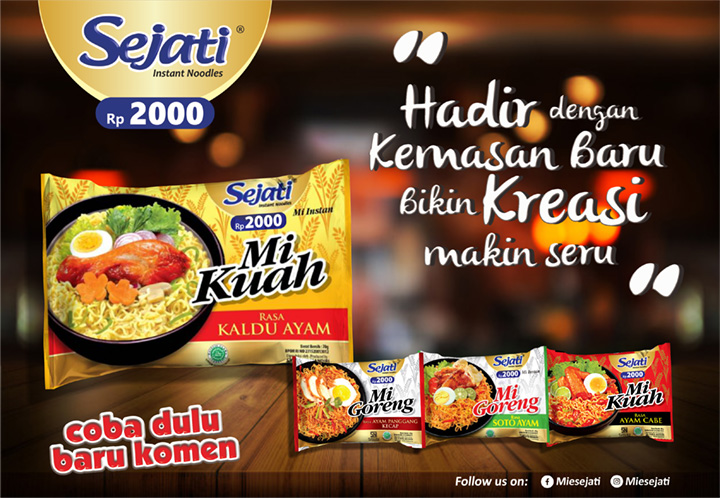 Sejati®
Instant Noodles
Rp 2000
“
Hadir dengan
Kemasan Baru
Bikin Kreasi
makin seru
”
Sejati®
Instant Noodles
Rp 2000
Mi Instan
Mi
Kuah
RASA
KALDU AYAM
Sejati
Rp 2000
Mi
Goreng
RASA AYAM PANGGANG
KECAP
Sejati
Rp 2000
Mi
Goreng
RASA
SOTO AYAM
Sejati
Rp 2000
Mi
Kuah
RASA
AYAM CABE
coba dulu
baru komen
Follow us on: Miesejati Miesejati